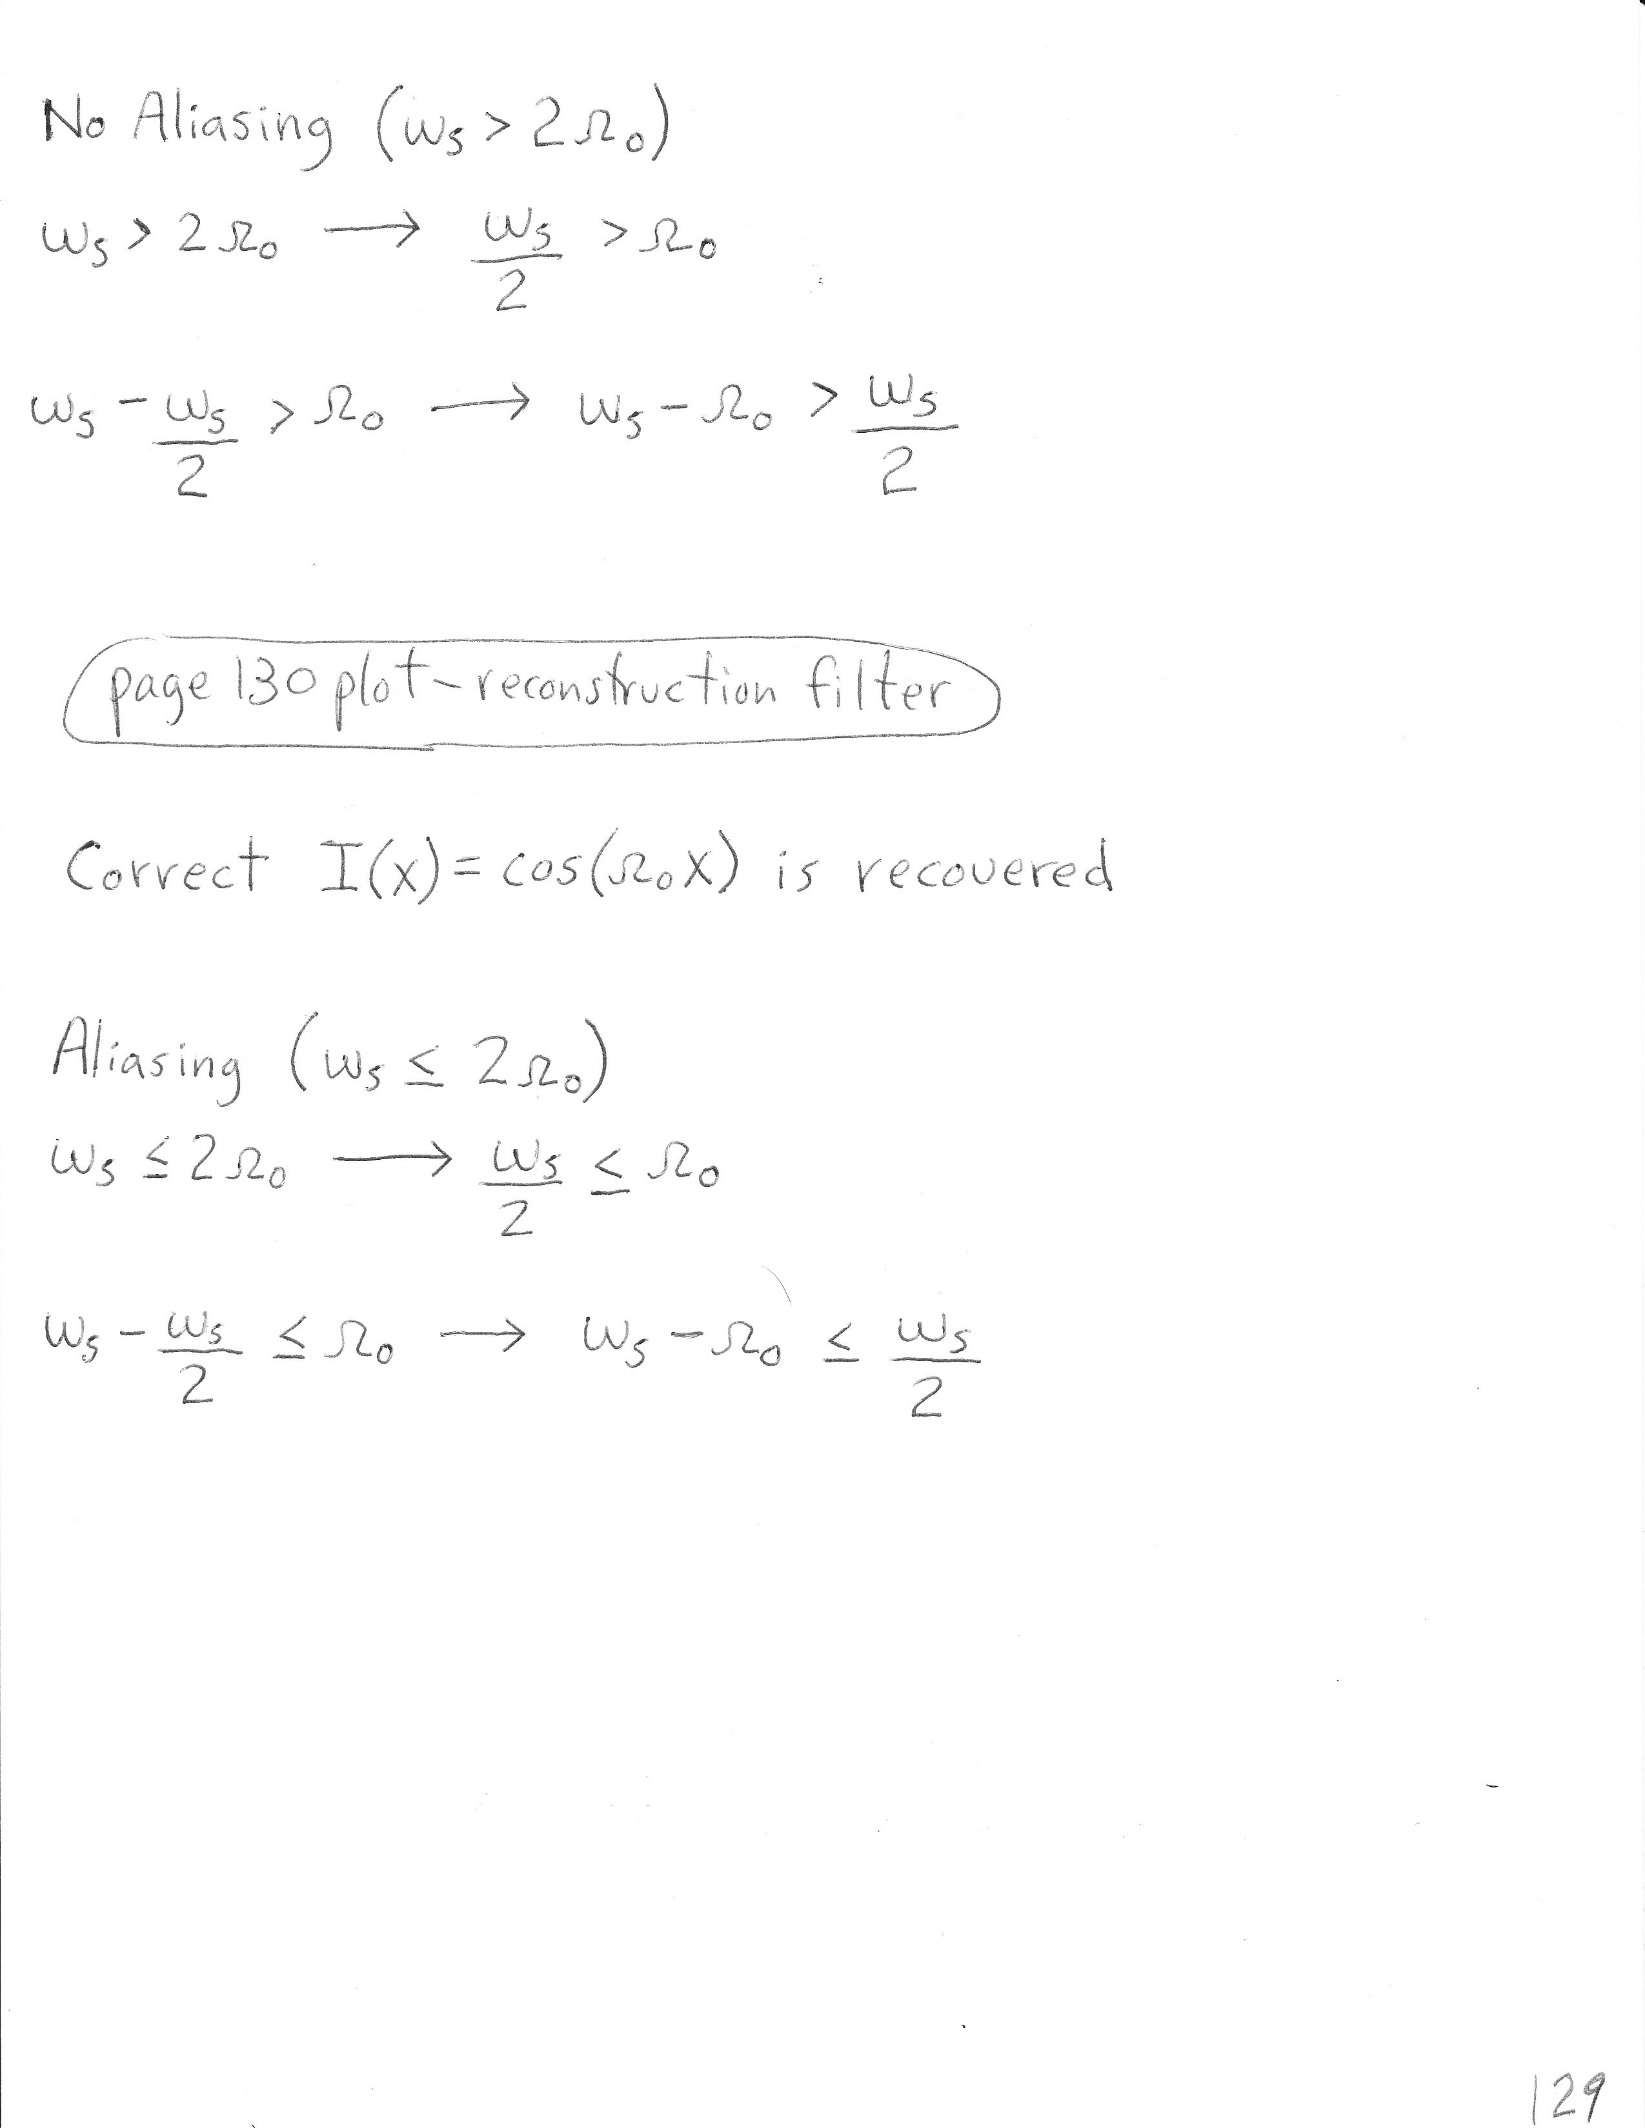 No Aliasing (ωs > 2Ω₀)
ωs > 2Ω₀ → ωs/2 > Ω₀
ωs - ωs/2 > Ω₀ → ωs - Ω₀ > ωs/2
page 130 plot - reconstruction filter
Correct I(x) = cos(Ω₀x) is recovered
Aliasing (ωs ≤ 2Ω₀)
ωs ≤ 2Ω₀ → ωs/2 ≤ Ω₀
ωs - ωs/2 ≤ Ω₀ → ωs - Ω₀ ≤ ωs/2
129